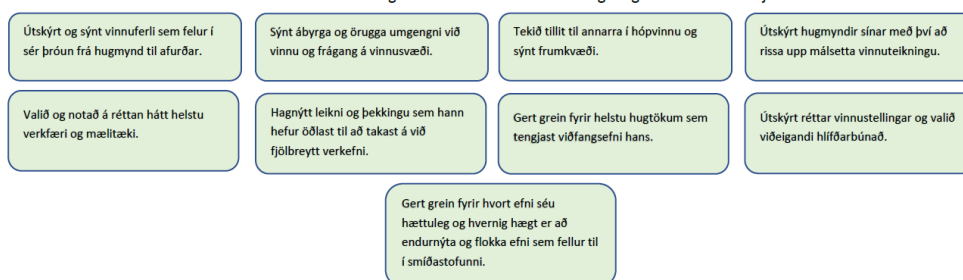 Útskýrt og sýnt vinnuferli sem felur í
sér þróun frá hugmynd til afurðar.
Sýnt ábyrga og örugga umgengni við
vinnu og frágang á vinnusvæði.
Tekið tillit til annarra í hópvinnu og
sýnt frumkvæði.
Útskýrt hugmyndir sínar með því að
rissa upp málsetta vinnuteikningu.
Valið og notað á réttan hátt helstu
verkfæri og mælitæki.
Hagnýtt leikni og þekkingu sem hann
hefur öðlast til að takast á við
fjölbreytt verkefni.
Gert grein fyrir helstu hugtökum sem
tengjast viðfangsefni hans.
Útskýrt réttar vinnustellingar og valið
viðeigandi hlífðarbúnað.
Gert grein fyrir hvort efni séu
hættuleg og hvernig hægt er að
endurnýta og flokka efni sem fellur til
í smíðastofunni.